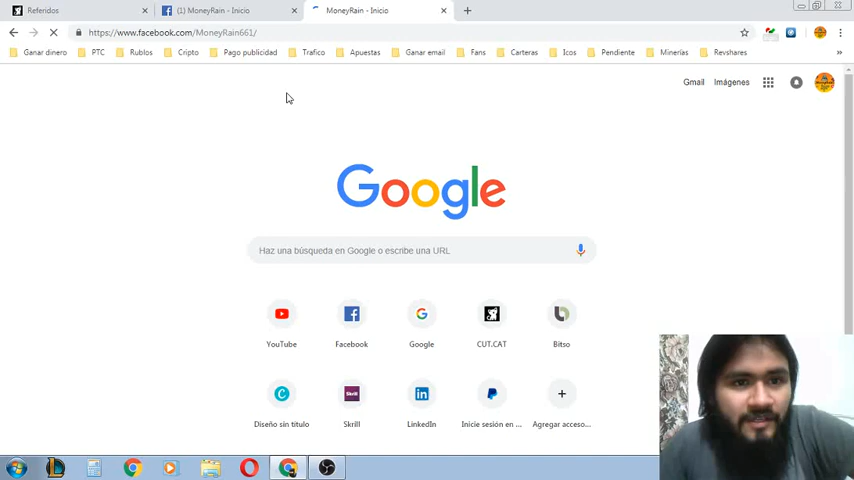 Referidos
(1) MoneyRain - Inicio
MoneyRain - Inicio
https://www.facebook.com/MoneyRain661/
Ganar dinero
PTC
Rublos
Cripto
Pago publicidad
Trafico
Apuestas
Ganar email
Fans
Carteras
Icos
Pendiente
Minerías
Revshares
Gmail
Imágenes
Google
Haz una búsqueda en Google o escribe una URL
YouTube
Facebook
Google
CUT.CAT
Bitso
Diseño sin título
Skrill
LinkedIn
Inicie sesión en ...
Agregar acceso...